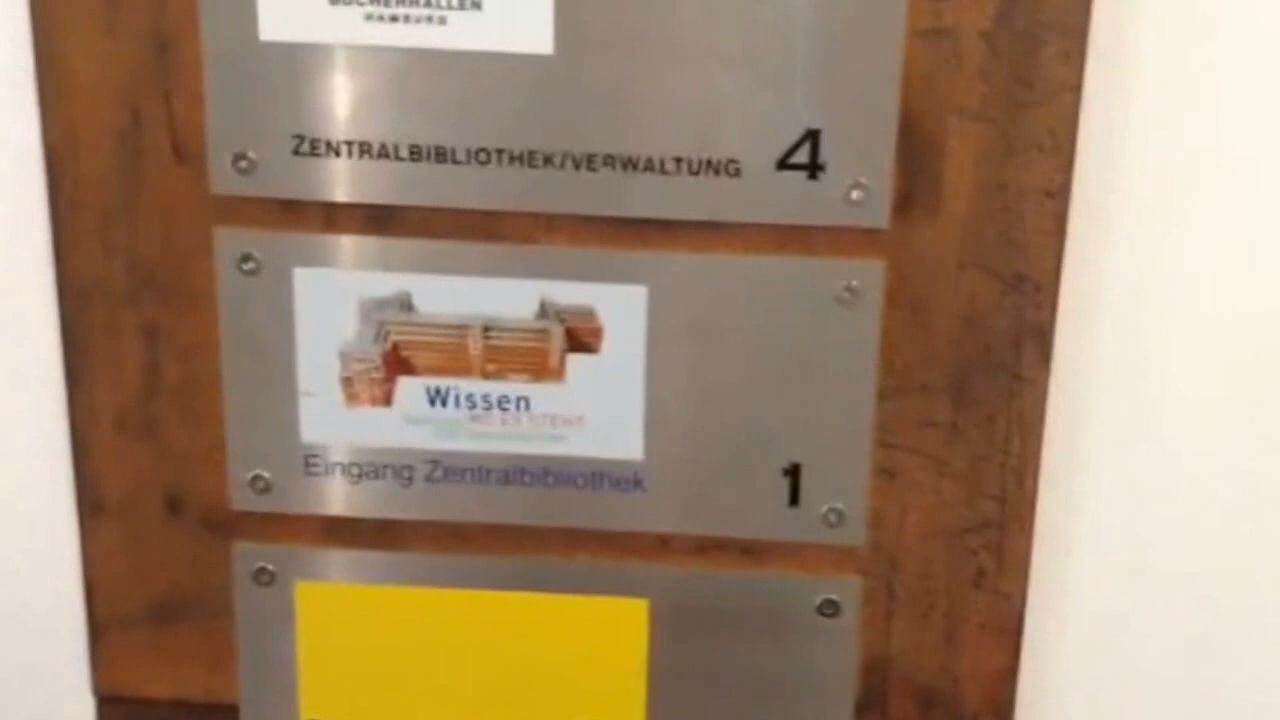 BÜCHERHALLEN
HAMBURG
ZENTRALBIBLIOTHEK/VERWALTUNG 4
Wissen
Eingang Zentralbibliothek 1